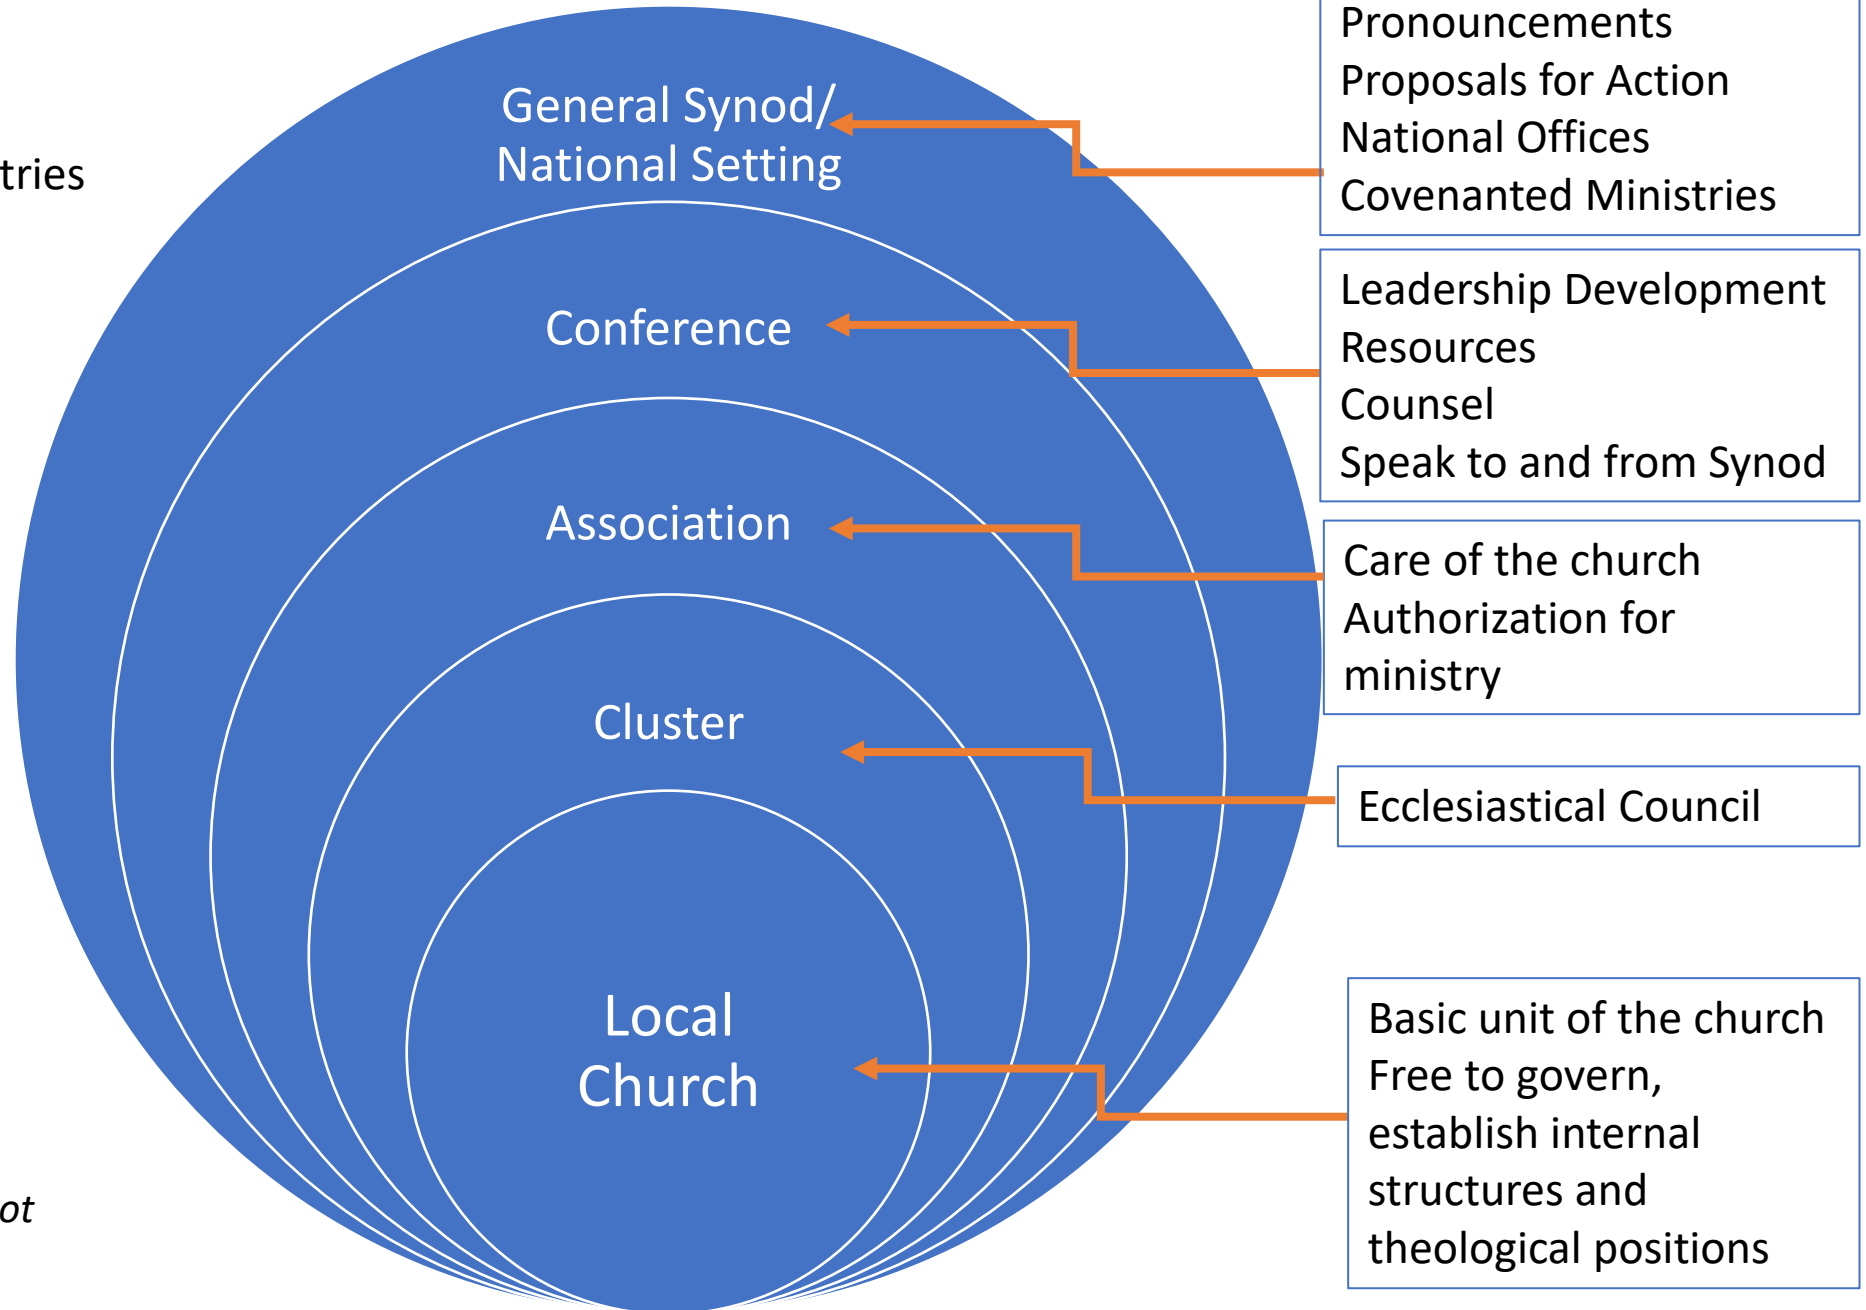 General Synod/
National Setting
Conference
Association
Cluster
Local
Church
Pronouncements
Proposals for Action
National Offices
Covenanted Ministries
Leadership Development
Resources
Counsel
Speak to and from Synod
Care of the church
Authorization for
ministry
Ecclesiastical Council
Basic unit of the church
Free to govern,
establish internal
structures and
theological positions
tries
ot